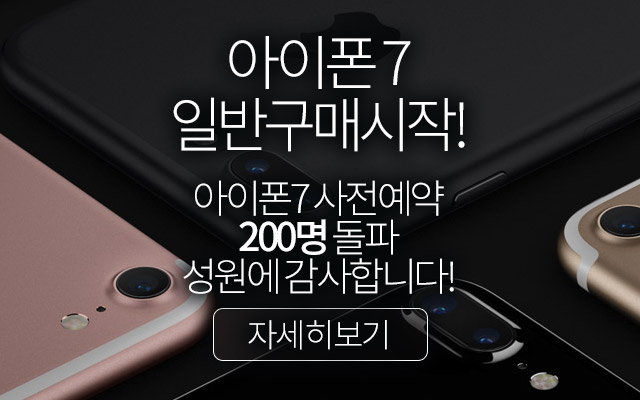 아이폰 7
일반구매시작!
아이폰7 사전예약
200명 돌파
성원에 감사합니다!
자세히보기